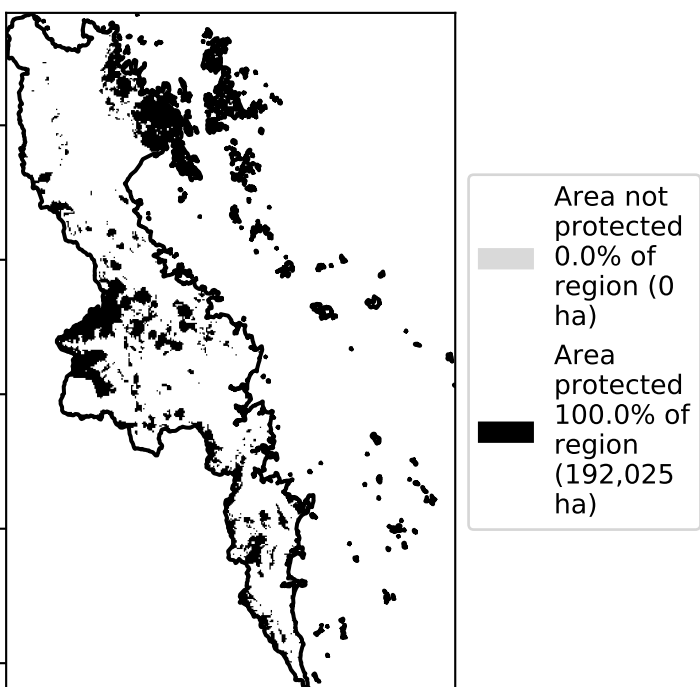 Area not
protected
0.0% of
region (0
ha)
Area
protected
100.0% of
region
(192,025
ha)